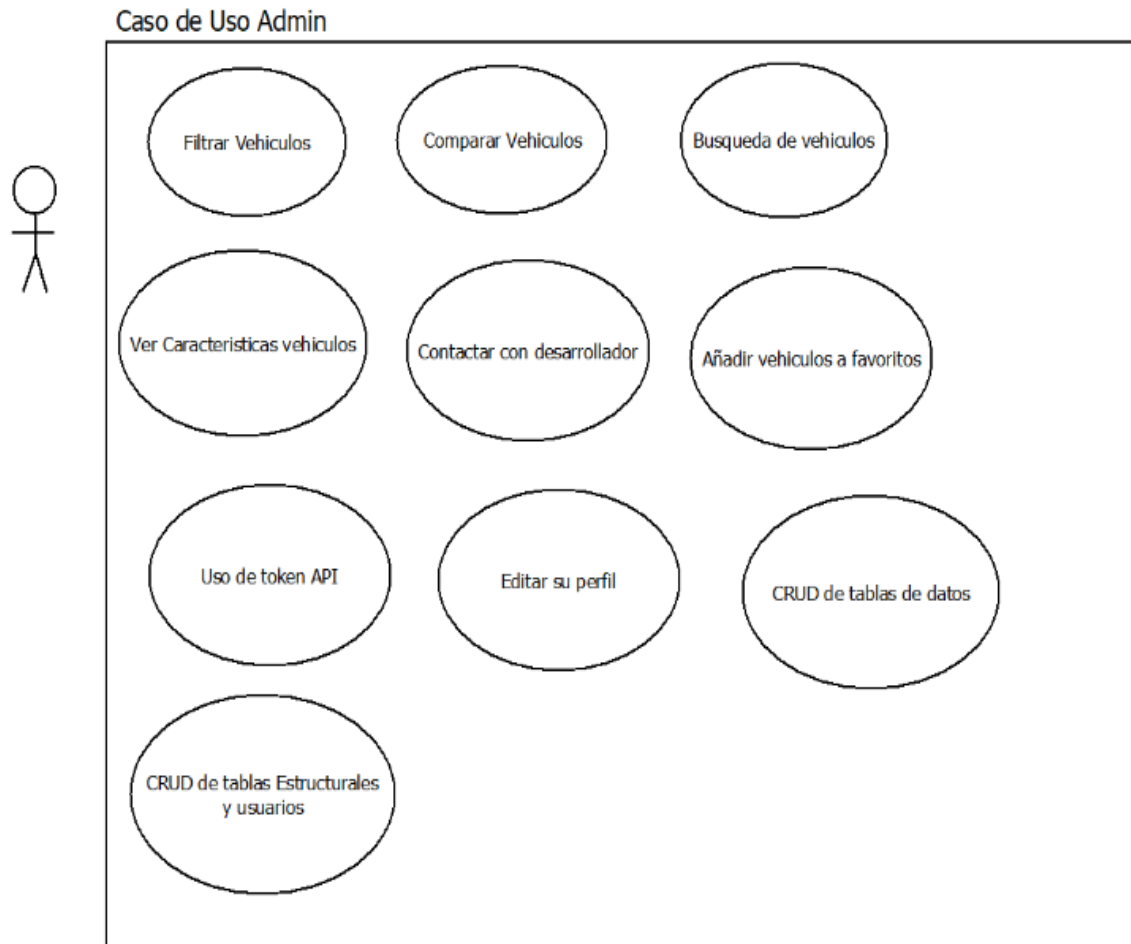 Caso de Uso Admin
Filtrar Vehiculos
Comparar Vehiculos
Busqueda de vehiculos
Ver Caracteristicas vehiculos
Contactar con desarrollador
Añadir vehiculos a favoritos
Uso de token API
Editar su perfil
CRUD de tablas de datos
CRUD de tablas Estructurales
y usuarios